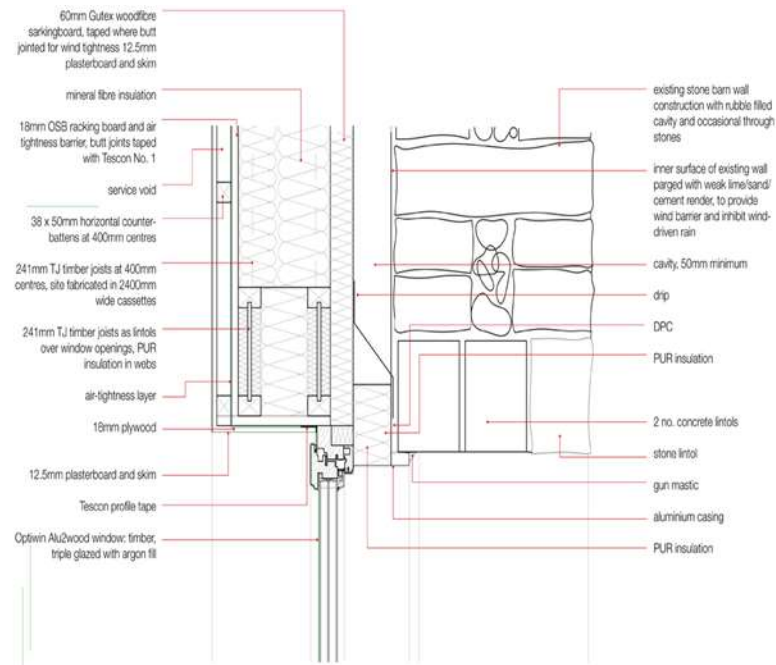 60mm Gutex woodfibre
sarkingboard, taped where butt
jointed for wind tightness 12.5mm
plasterboard and skim
mineral fibre insulation
18mm OSB racking board and air
tightness barrier, butt joints taped
with Tescon No. 1
service void
38 x 50mm horizontal counter-
battens at 400mm centres
241mm TJ timber joists at 400mm
centres, site fabricated in 2400mm
wide cassettes
241mm TJ timber joists as lintols
over window openings, PUR
insulation in webs
air-tightness layer
18mm plywood
12.5mm plasterboard and skim
Tescon profile tape
Optiwin Alu2wood window: timber,
triple glazed with argon fill
existing stone barn wall
construction with rubble filled
cavity and occasional through
stones
inner surface of existing wall
parged with weak lime/sand/
cement render, to provide
wind barrier and inhibit wind-
driven rain
cavity, 50mm minimum
drip
DPC
PUR insulation
2 no. concrete lintols
stone lintol
gun mastic
aluminium casing
PUR insulation